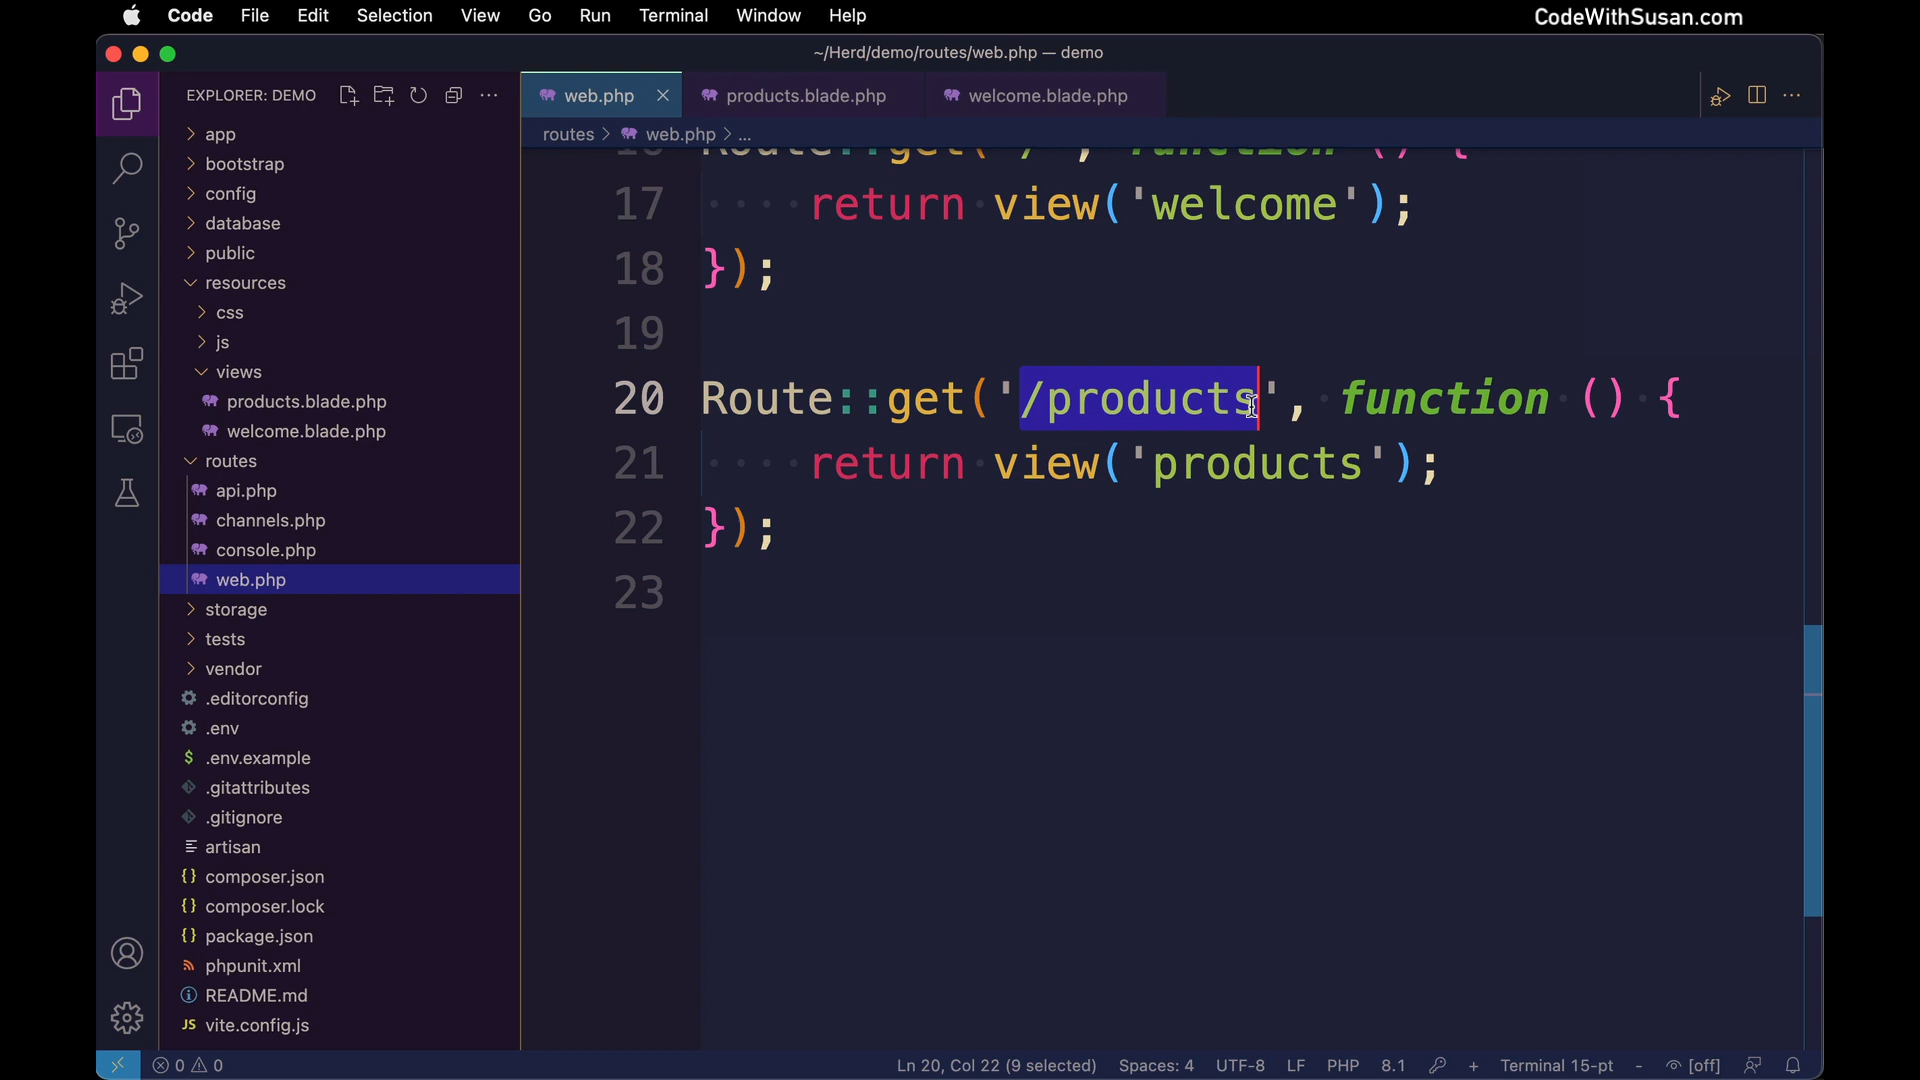 Code File Edit Selection View Go Run Terminal Window Help
CodeWithSusan.com
~/Herd/demo/routes/web.php — demo
EXPLORER: DEMO
web.php
products.blade.php
welcome.blade.php
routes > web.php > ...
app
bootstrap
config
database
public
resources
css
js
views
products.blade.php
welcome.blade.php
routes
api.php
channels.php
console.php
web.php
storage
tests
vendor
.editorconfig
.env
$ .env.example
.gitattributes
.gitignore
artisan
{} composer.json
{} composer.lock
{} package.json
phpunit.xml
README.md
JS vite.config.js
16 Route::get('/', function () {
17 return view('welcome');
18 });
19
20 Route::get('/products', function () {
21 return view('products');
22 });
23
0 0
Ln 20, Col 22 (9 selected) Spaces: 4 UTF-8 LF PHP 8.1 + Terminal 15-pt - [off]